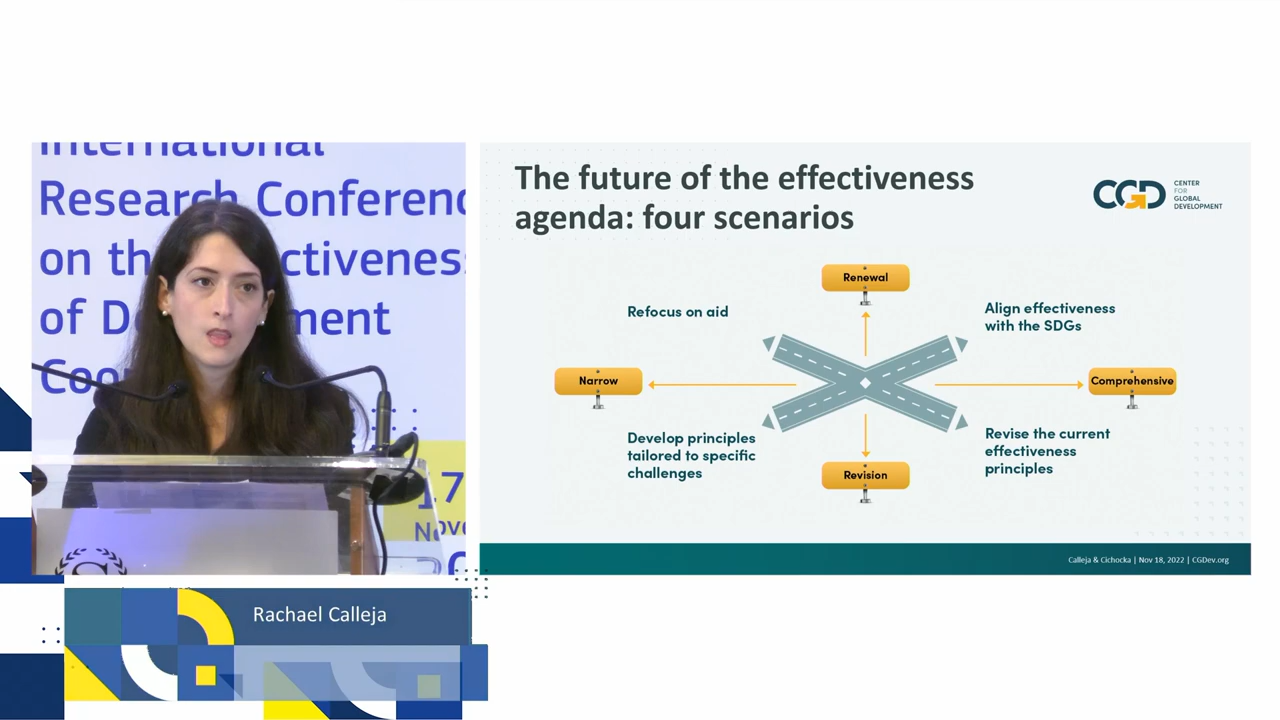 International
Research Conferenc
on th ctivenes
of D ment
Coo
17
Nove
The future of the effectiveness
agenda: four scenarios
CGD
CENTER
FOR
GLOBAL
DEVELOPMENT
Renewal
Refocus on aid
Align effectiveness
with the SDGs
Narrow
Comprehensive
Develop principles
tailored to specific
challenges
Revise the current
effectiveness
principles
Revision
Calleja & Cichocka | Nov 18, 2022 | CGDev.org
Rachael Calleja